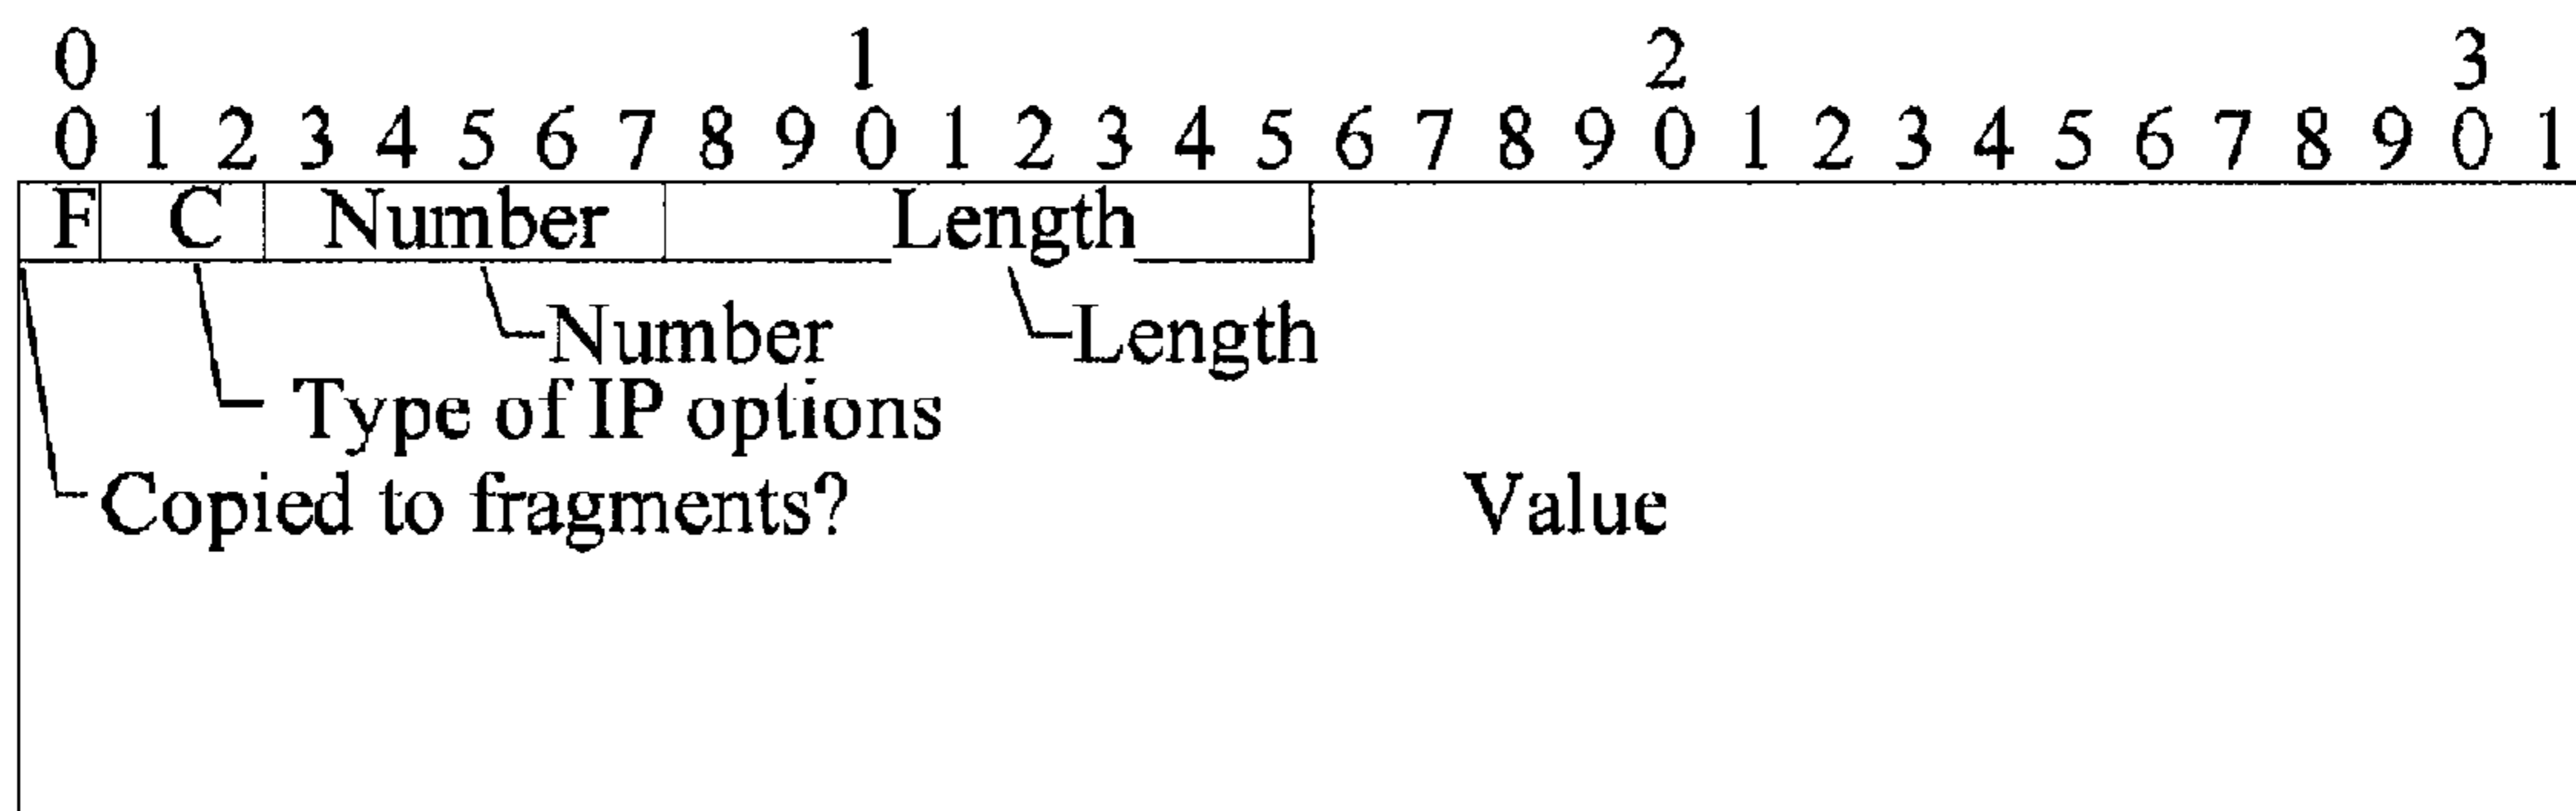 0 1 2 3
0 1 2 3 4 5 6 7 8 9 0 1 2 3 4 5 6 7 8 9 0 1 2 3 4 5 6 7 8 9 0 1
F C Number Length
Number Length
Type of IP options
Copied to fragments? Value